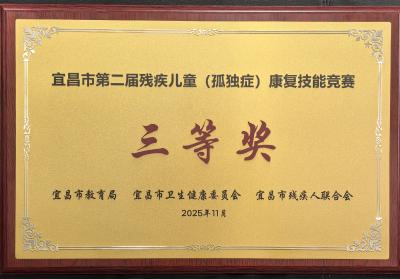 宜昌市第二届残疾儿童（孤独症）康复技能竞赛
三等奖
宜昌市教育局 宜昌市卫生健康委员会 宜昌市残疾人联合会
2025年11月